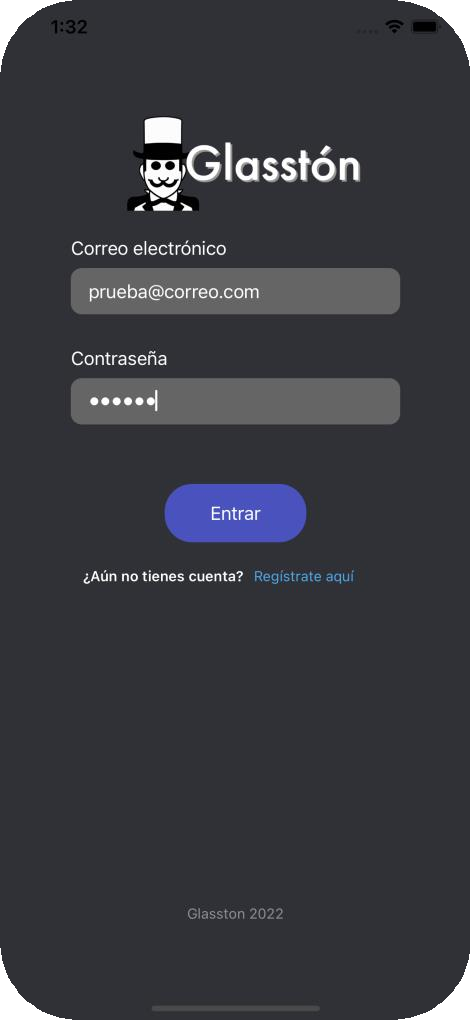 1:32
Glasstón
Correo electrónico
prueba@correo.com
Contraseña
••••••
Entrar
¿Aún no tienes cuenta? Regístrate aquí
Glasston 2022